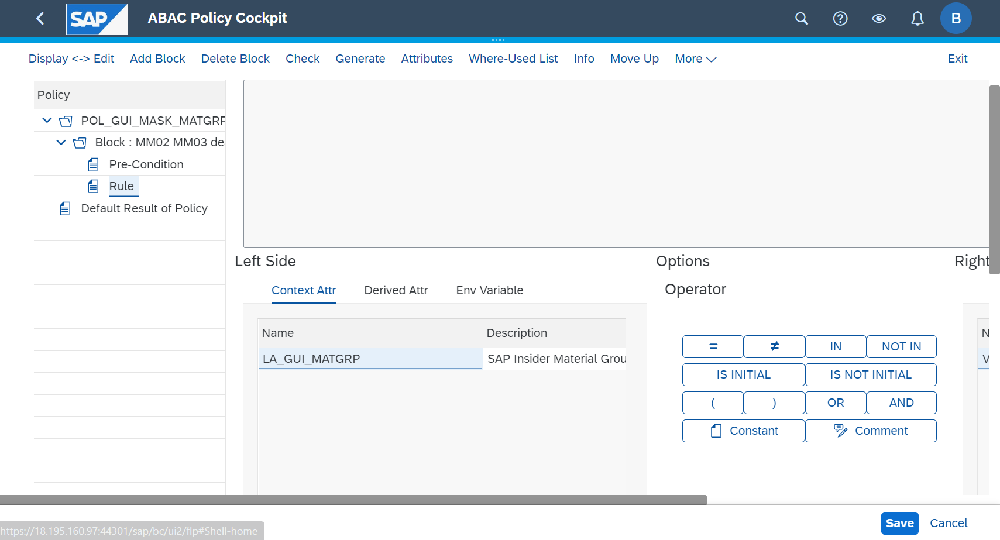 SAP ABAC Policy Cockpit B
Display <-> Edit Add Block Delete Block Check Generate Attributes Where-Used List Info Move Up More Exit
Policy
POL_GUI_MASK_MATGRP
Block : MM02 MM03 dea
Pre-Condition
Rule
Default Result of Policy
Left Side Options Right
Context Attr Derived Attr Env Variable Operator
Name Description N
LA_GUI_MATGRP SAP Insider Material Grou V
= ≠ IN NOT IN
IS INITIAL IS NOT INITIAL
( ) OR AND
Constant Comment
Save Cancel
https://18.195.160.97:44301/sap/bc/ui2/flp#Shell-home